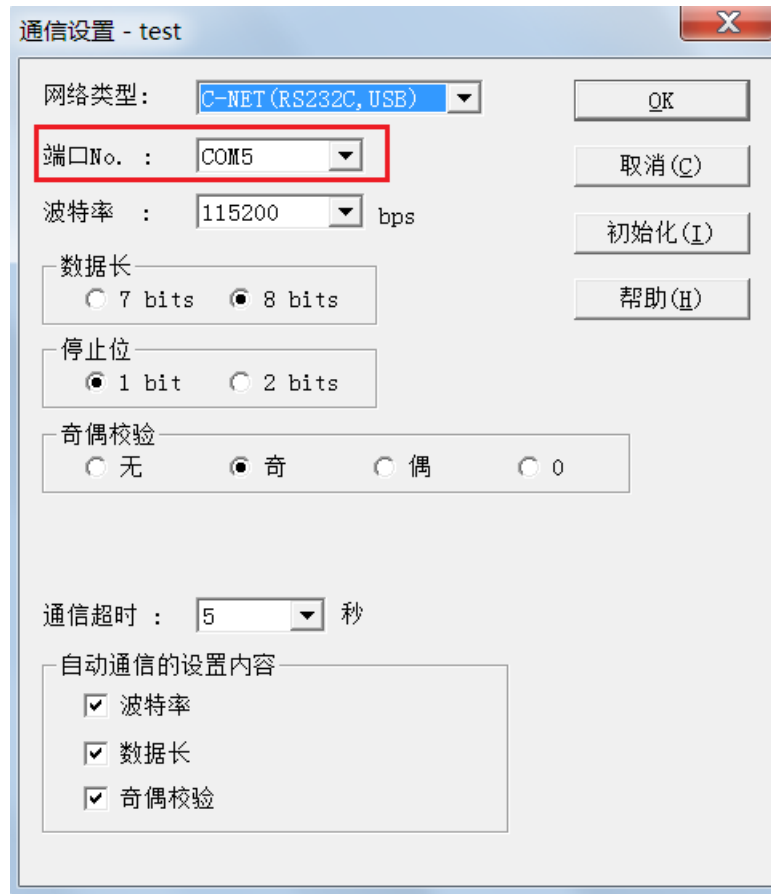 通信设置 - test
网络类型: C-NET(RS232C,USB) OK
端口No. : COM5 取消(C)
波特率 : 115200 bps 初始化(I)
数据长
7 bits 8 bits 帮助(H)
停止位
1 bit 2 bits
奇偶校验
无 奇 偶 0
通信超时 : 5 秒
自动通信的设置内容
波特率
数据长
奇偶校验